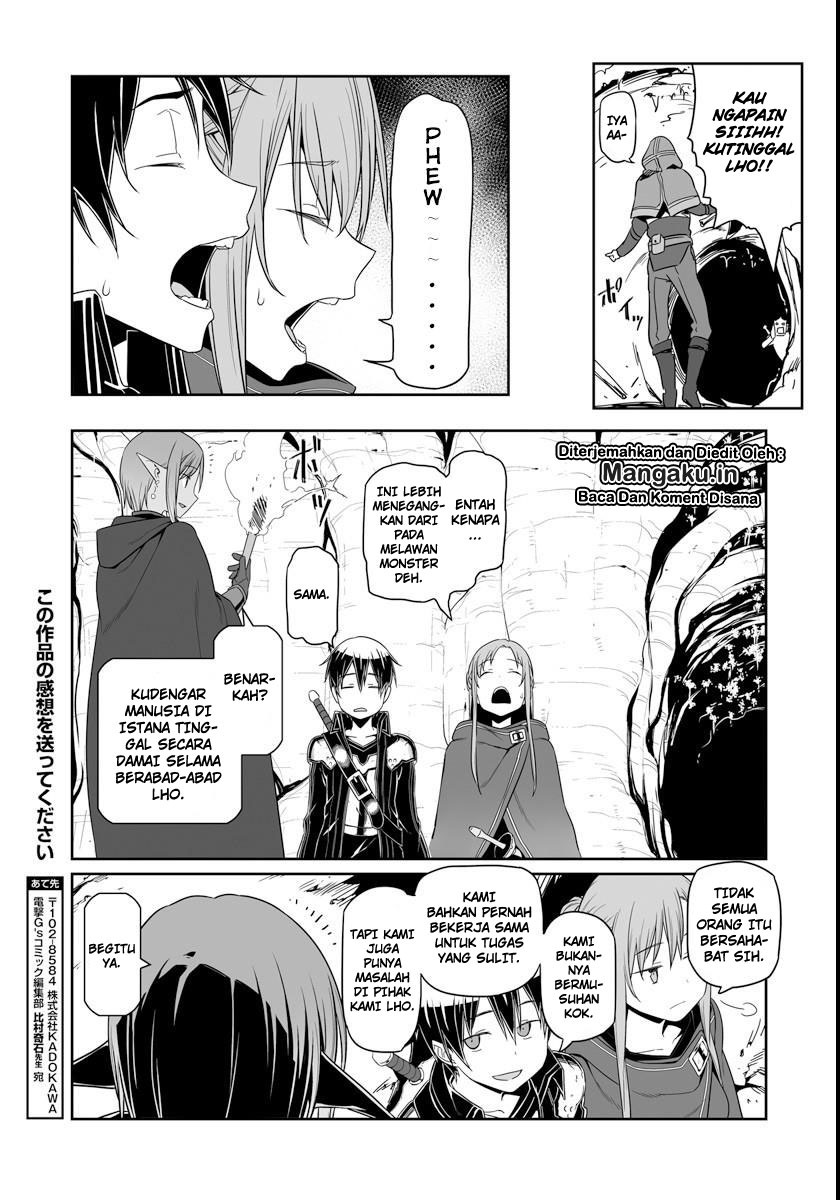 KAU
NGAPAIN
SIIIHH!
KUTINGGAL
LHO!!
IYA
AA-
ポイッ
PHEW
~~~......
Diterjemahkan dan Diedit Oleh:
Mangaku.in
Baca Dan Koment Disana
ENTAH
KENAPA
...
INI LEBIH
MENEGANG-
KAN DARI
PADA
MELAWAN
MONSTER
DEH.
SAMA.
BENAR-
KAH?
KUDENGAR
MANUSIA DI
ISTANA TING-
GAL SECARA
DAMAI SELAMA
BERABAD-ABAD
LHO.
TIDAK
SEMUA
ORANG ITU
BERSAHA-
BAT SIH.
KAMI
BUKAN-
NYA
BERMU-
SUHAN
KOK.
KAMI
BAHKAN PERNAH
BEKERJA SAMA
UNTUK TUGAS
YANG SULIT.
TAPI KAMI
JUGA
PUNYA
MASALAH
DI PIHAK
KAMI LHO.
BEGITU
YA.
この作品の感想を送ってください
あて先
〒102-8584 株式会社KADOKAWA
電撃G'sコミック編集部 比村奇石先生 宛